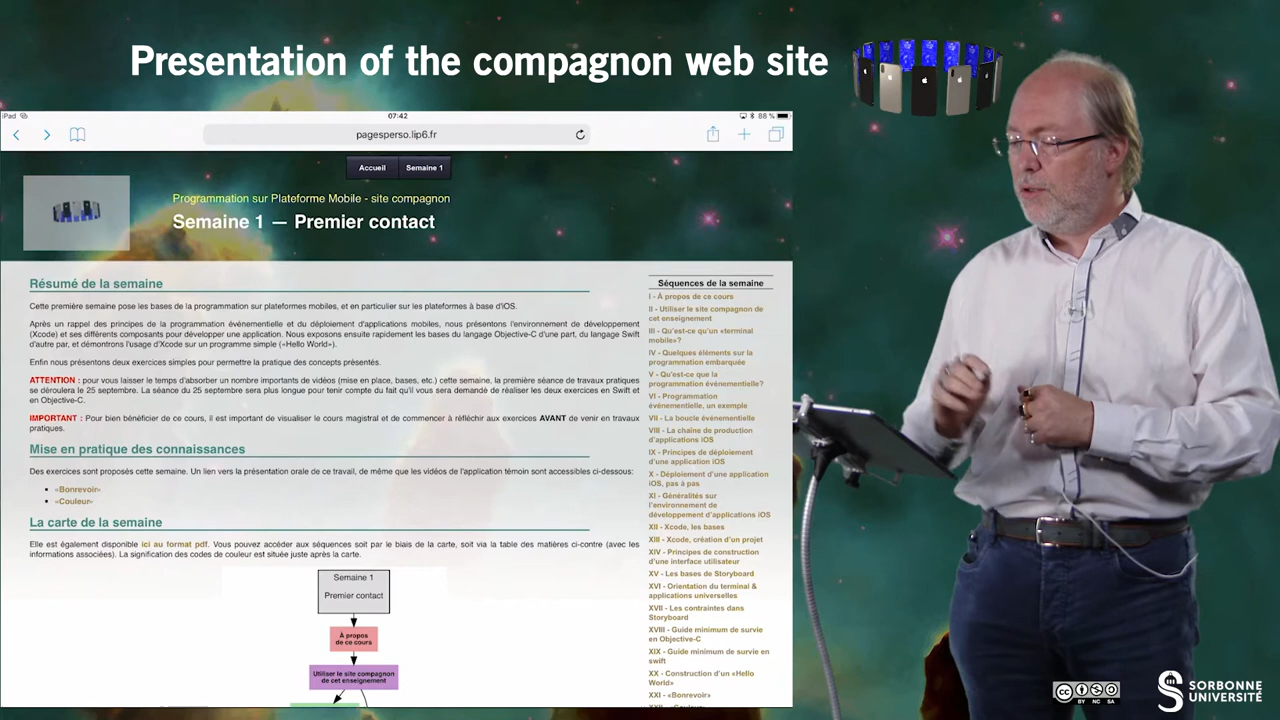 Presentation of the compagnon web site
iPad
07:42
88 %
pagesperso.lip6.fr
Accueil
Semaine 1
Programmation sur Plateforme Mobile - site compagnon
Semaine 1 — Premier contact
Résumé de la semaine
Cette première semaine pose les bases de la programmation sur plateformes mobiles, et en particulier sur les plateformes à base d'iOS.
Après un rappel des principes de la programmation événementielle et du déploiement d'applications mobiles, nous présentons l'environnement de développement
(Xcode) et ses différents composants pour développer une application. Nous exposons ensuite rapidement les bases du langage Objective-C d'une part, du langage Swift
d'autre par, et démontrons l'usage d'Xcode sur un programme simple («Hello World»).
Enfin nous présentons deux exercices simples pour permettre la pratique des concepts présentés.
ATTENTION : pour vous laisser le temps d'absorber un nombre importants de vidéos (mise en place, bases, etc.) cette semaine, la première séance de travaux pratiques
se déroulera le 25 septembre. La séance du 25 septembre sera plus longue pour tenir compte du fait qu'il vous sera demande de réaliser les deux exercices en Swift et
en Objective-C.
IMPORTANT : Pour bien bénéficier de ce cours, il est important de visualiser le cours magistral et de commencer à réfléchir aux exercices AVANT de venir en travaux
pratiques.
Mise en pratique des connaissances
Des exercices sont proposés cette semaine. Un lien vers la présentation orale de ce travail, de même que les vidéos de l'application témoin sont accessibles ci-dessous:
«Bonrevoir»
«Couleur»
La carte de la semaine
Elle est également disponible ici au format pdf. Vous pouvez accéder aux séquences soit par le biais de la carte, soit via la table des matières ci-contre (avec les
informations associées). La signification des codes de couleur est située juste après la carte.
Semaine 1
Premier contact
À propos
de ce cours
Utiliser le site compagnon
de cet enseignement
Séquences de la semaine
I - À propos de ce cours
II - Utiliser le site compagnon de
cet enseignement
III - Qu'est-ce qu'un «terminal
mobile»?
IV - Quelques éléments sur la
programmation embarquée
V - Qu'est-ce que la
programmation événementielle?
VI - Programmation
événementielle, un exemple
VII - La boucle événementielle
VIII - La chaîne de production
d'applications iOS
IX - Principes de déploiement
d'une application iOS
X - Déploiement d'une application
iOS, pas à pas
XI - Généralités sur
l'environnement de
développement d'applications iOS
XII - Xcode, les bases
XIII - Xcode, création d'un projet
XIV - Principes de construction
d'une interface utilisateur
XV - Les bases de Storyboard
XVI - Orientation du terminal &
applications universelles
XVII - Les contraintes dans
Storyboard
XVIII - Guide minimum de survie
en Objective-C
XIX - Guide minimum de survie en
swift
XX - Construction d'un «Hello
World»
XXI - «Bonrevoir»
cc
BY NC SA
SORBONNE
UNIVERSITÉ